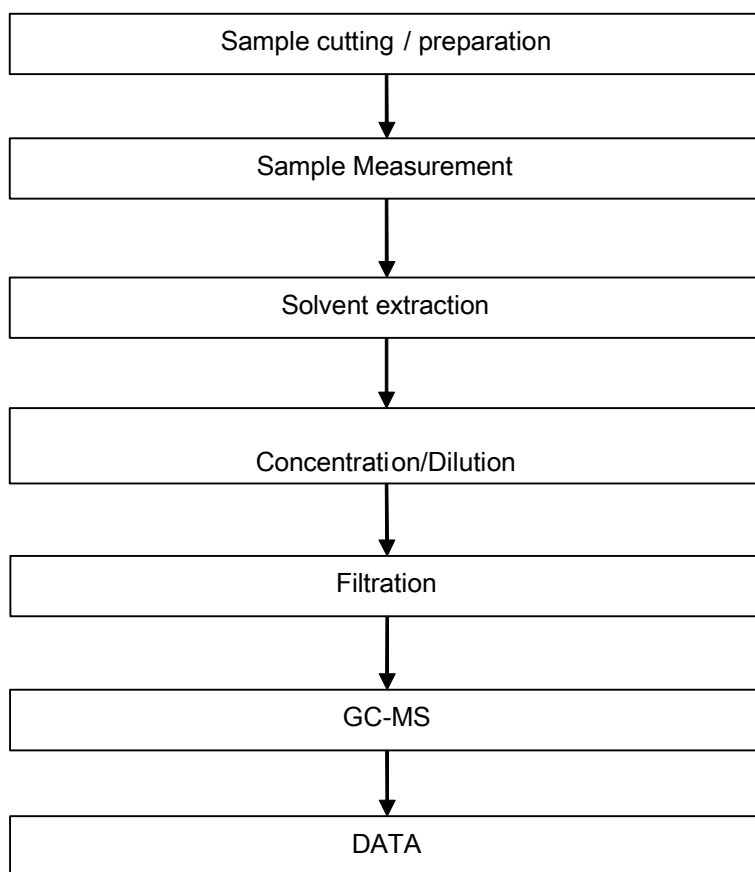 Sample cutting / preparation
Sample Measurement
Solvent extraction
Concentration/Dilution
Filtration
GC-MS
DATA